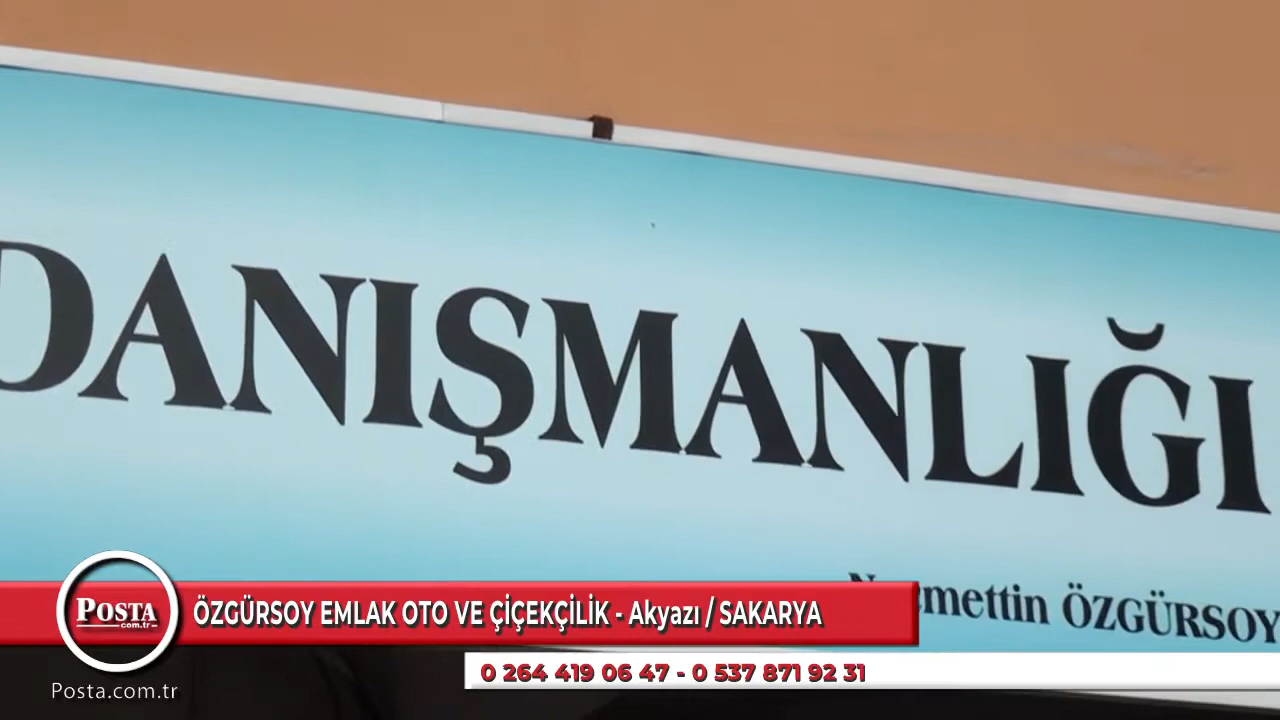 DANIŞMANLIĞI
ÖZGÜRSOY
POSTA
.com.tr
ÖZGÜRSOY EMLAK OTO VE ÇİÇEKÇİLİK - Akyazı / SAKARYA
0 264 419 06 47 - 0 537 871 92 31
Posta.com.tr